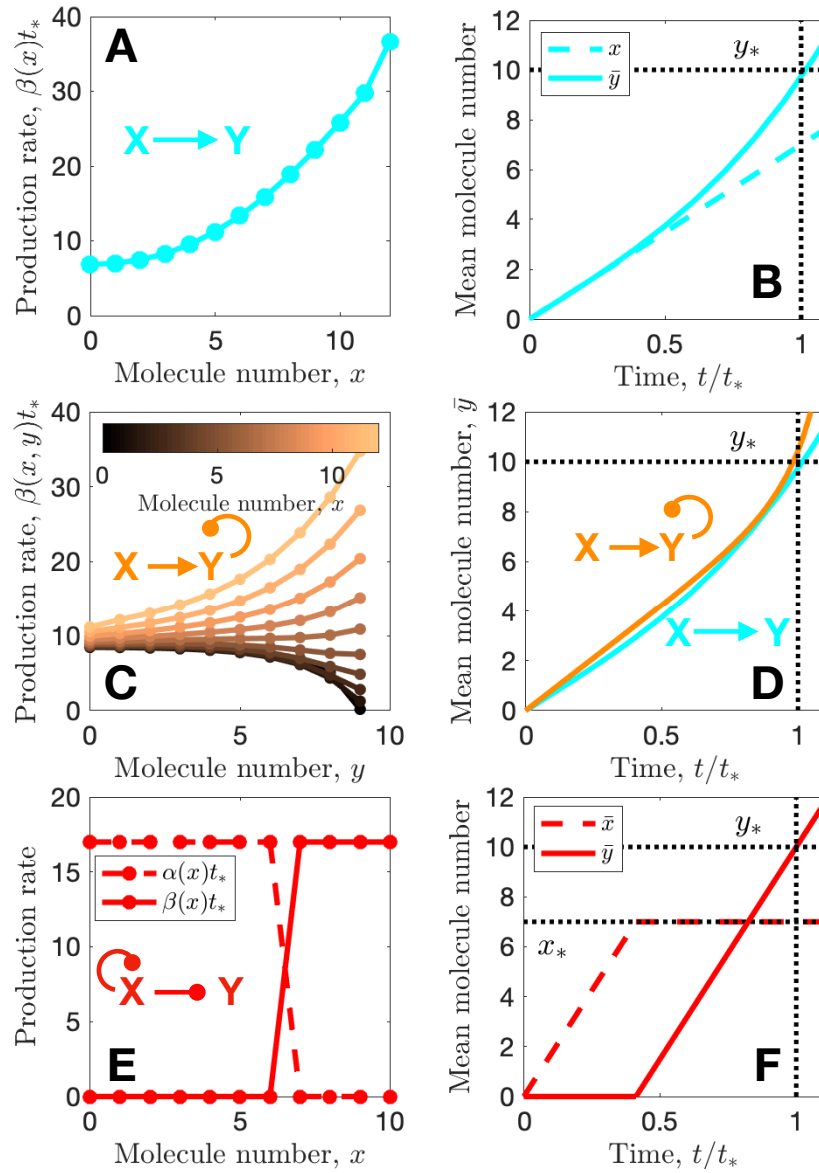 A
Production rate, β(x)t*
40
30
20
10
0
X Y
0 5 10
Molecule number, x
B
Mean molecule number
12
10
8
6
4
2
0
x
ȳ
y*
0 0.5 1
Time, t/t*
C
Production rate, β(x, y)t*
40
30
20
10
0
0 5 10
Molecule number, x
X Y
0 5 10
Molecule number, y
D
Mean molecule number, ȳ
12
10
8
6
4
2
0
y*
X Y
X Y
0 0.5 1
Time, t/t*
E
Production rate
20
15
10
5
0
α(x)t*
β(x)t*
X Y
0 2 4 6 8 10
Molecule number, x
F
Mean molecule number
12
10
8
6
4
2
0
x̄
ȳ
y*
x*
0 0.5 1
Time, t/t*